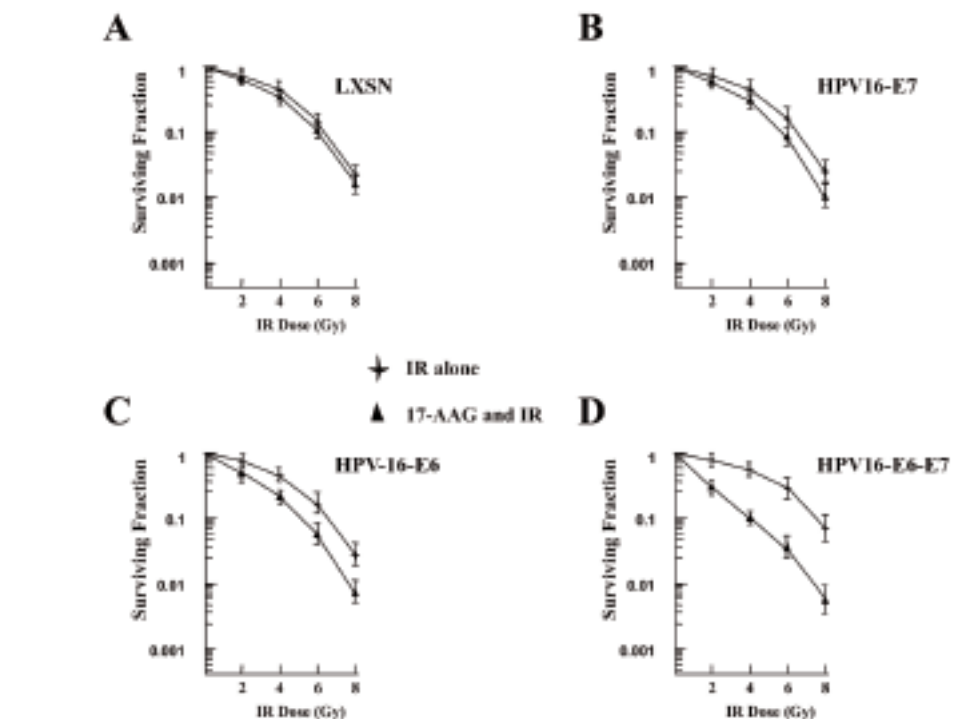 A
B
1
0.1
0.01
0.001
Surviving Fraction
LXSN
2 4 6 8
IR Dose (Gy)
1
0.1
0.01
0.001
Surviving Fraction
HPV16-E7
2 4 6 8
IR Dose (Gy)
IR alone
17-AAG and IR
C
D
1
0.1
0.01
0.001
Surviving Fraction
HPV-16-E6
2 4 6 8
IR Dose (Gy)
1
0.1
0.01
0.001
Surviving Fraction
HPV16-E6-E7
2 4 6 8
IR Dose (Gy)